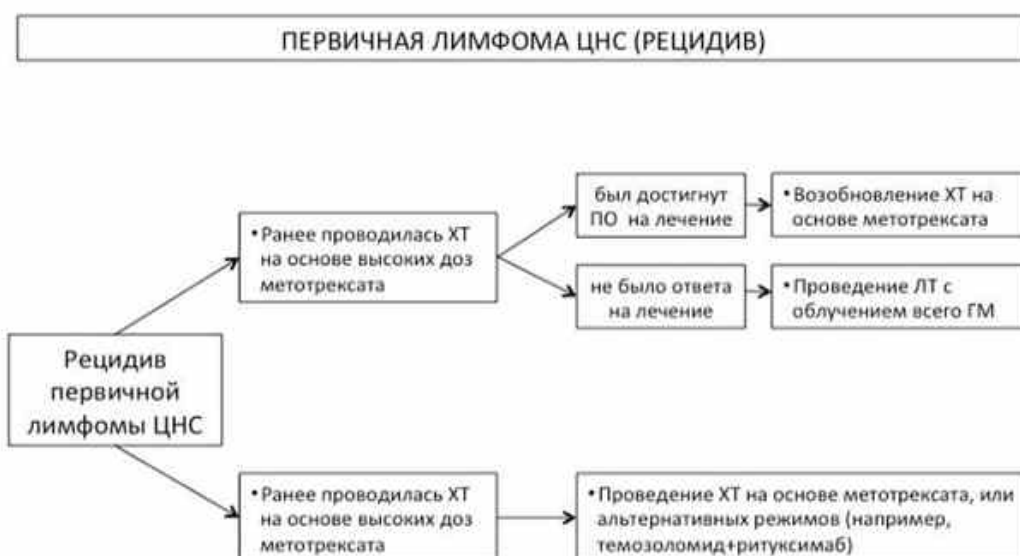 ПЕРВИЧНАЯ ЛИМФОМА ЦНС (РЕЦИДИВ)
был достигнут
ПО на лечение
• Возобновление ХТ на
основе метотрексата
• Ранее проводилась ХТ
на основе высоких доз
метотрексата
не было ответа
на лечение
• Проведение ЛТ с
облучением всего ГМ
Рецидив
первичной
лимфомы ЦНС
• Ранее проводилась ХТ
на основе высоких доз
метотрексата
• Проведение ХТ на основе метотрексата, или
альтернативных режимов (например,
темозоломид+ритуксимаб)